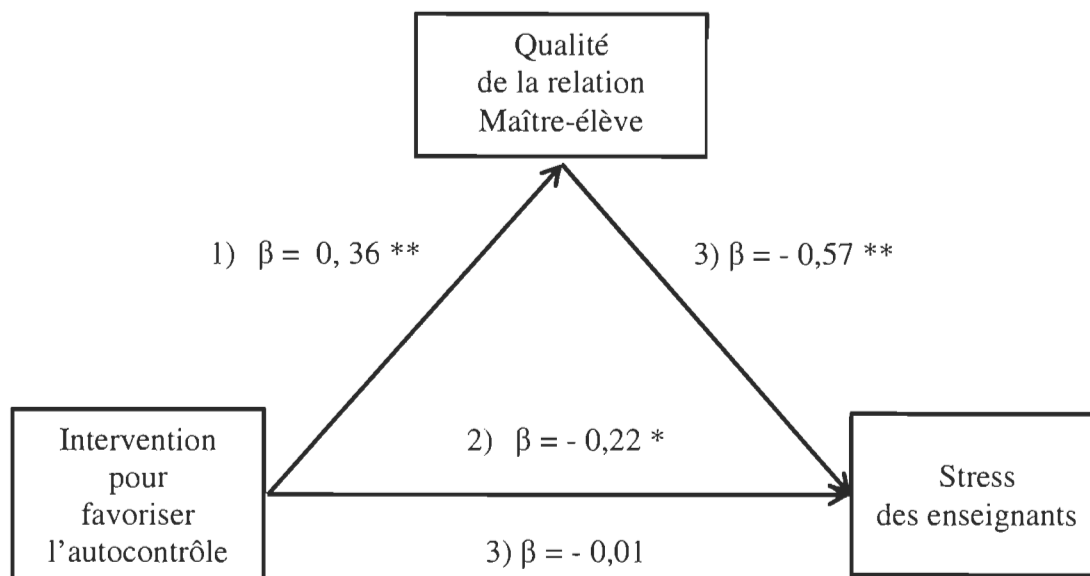 Qualité
de la relation
Maître-élève
1) β = 0, 36 **
3) β = - 0,57 **
Intervention
pour
favoriser
l'autocontrôle
2) β = - 0,22 *
3) β = - 0,01
Stress
des enseignants